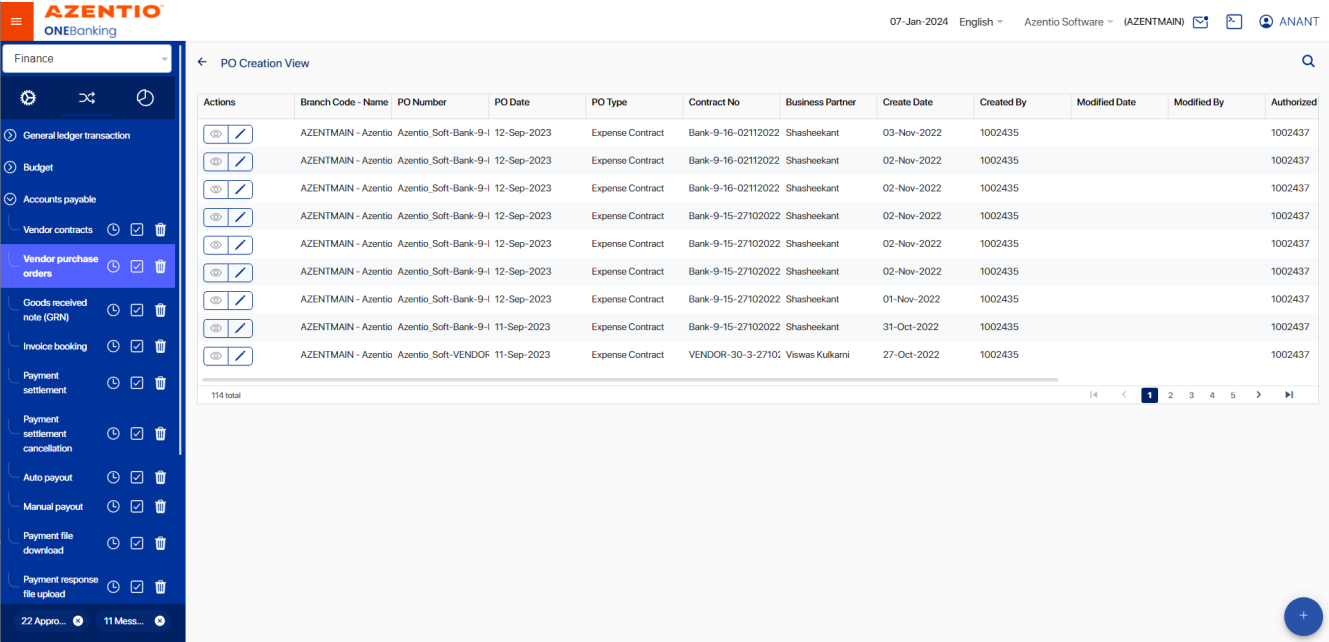 AZENTIO
ONEBanking
07-Jan-2024 English Azentio Software (AZENTMAIN) ANANT
Finance
General ledger transaction
Budget
Accounts payable
Vendor contracts
Vendor purchase
orders
Goods received
note (GRN)
Invoice booking
Payment
settlement
Payment
settlement
cancellation
Auto payout
Manual payout
Payment file
download
Payment response
file upload
22 Appro... 11 Mess...
PO Creation View
Actions Branch Code - Name PO Number PO Date PO Type Contract No Business Partner Create Date Created By Modified Date Modified By Authorized
AZENTMAIN - Azentio Azentio_Soft-Bank-9- 12-Sep-2023 Expense Contract Bank-9-16-02112022 Shasheekant 03-Nov-2022 1002435 1002437
AZENTMAIN - Azentio Azentio_Soft-Bank-9- 12-Sep-2023 Expense Contract Bank-9-16-02112022 Shasheekant 02-Nov-2022 1002435 1002437
AZENTMAIN - Azentio Azentio_Soft-Bank-9- 12-Sep-2023 Expense Contract Bank-9-16-02112022 Shasheekant 02-Nov-2022 1002435 1002437
AZENTMAIN - Azentio Azentio_Soft-Bank-9- 12-Sep-2023 Expense Contract Bank-9-15-27102022 Shasheekant 02-Nov-2022 1002435 1002437
AZENTMAIN - Azentio Azentio_Soft-Bank-9- 12-Sep-2023 Expense Contract Bank-9-15-27102022 Shasheekant 02-Nov-2022 1002435 1002437
AZENTMAIN - Azentio Azentio_Soft-Bank-9- 12-Sep-2023 Expense Contract Bank-9-15-27102022 Shasheekant 02-Nov-2022 1002435 1002437
AZENTMAIN - Azentio Azentio_Soft-Bank-9- 12-Sep-2023 Expense Contract Bank-9-15-27102022 Shasheekant 01-Nov-2022 1002435 1002437
AZENTMAIN - Azentio Azentio_Soft-Bank-9- 11-Sep-2023 Expense Contract Bank-9-15-27102022 Shasheekant 31-Oct-2022 1002435 1002437
AZENTMAIN - Azentio Azentio_Soft-VENDOR 11-Sep-2023 Expense Contract VENDOR-30-3-2710 Viswas Kulkarni 27-Oct-2022 1002435 1002437
114 total 1 2 3 4 5